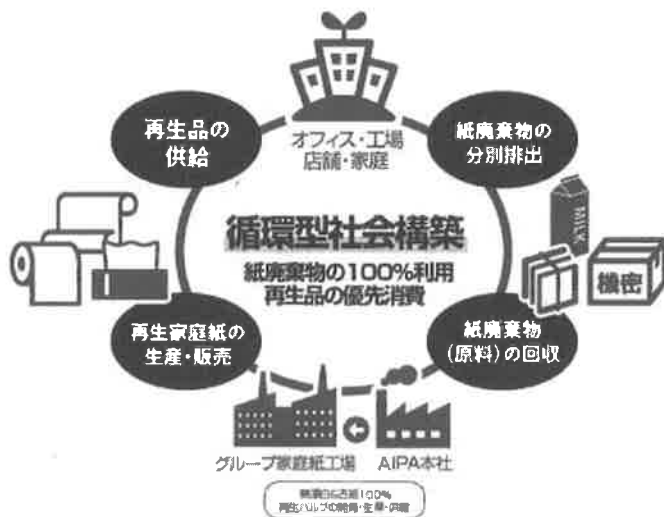 オフィス・工場
店舗・家庭
再生品の
供給
紙廃棄物の
分別排出
循環型社会構築
紙廃棄物の100%利用
再生品の優先消費
MILK
機密
再生家庭紙の
生産・販売
紙廃棄物
(原料)の回収
グループ家庭紙工場
AIPA本社